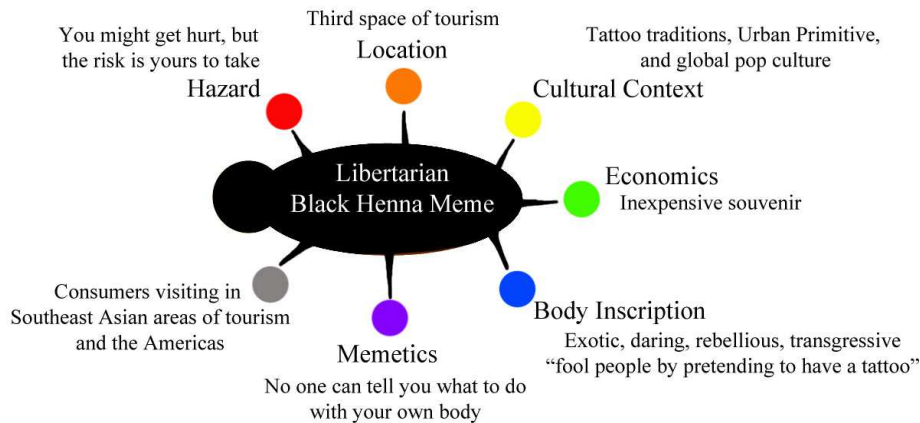 Third space of tourism
Location
You might get hurt, but
the risk is yours to take
Hazard
Tattoo traditions, Urban Primitive,
and global pop culture
Cultural Context
Libertarian
Black Henna Meme
Economics
Inexpensive souvenir
Consumers visiting in
Southeast Asian areas of tourism
and the Americas
Memetics
No one can tell you what to do
with your own body
Body Inscription
Exotic, daring, rebellious, transgressive
“fool people by pretending to have a tattoo”